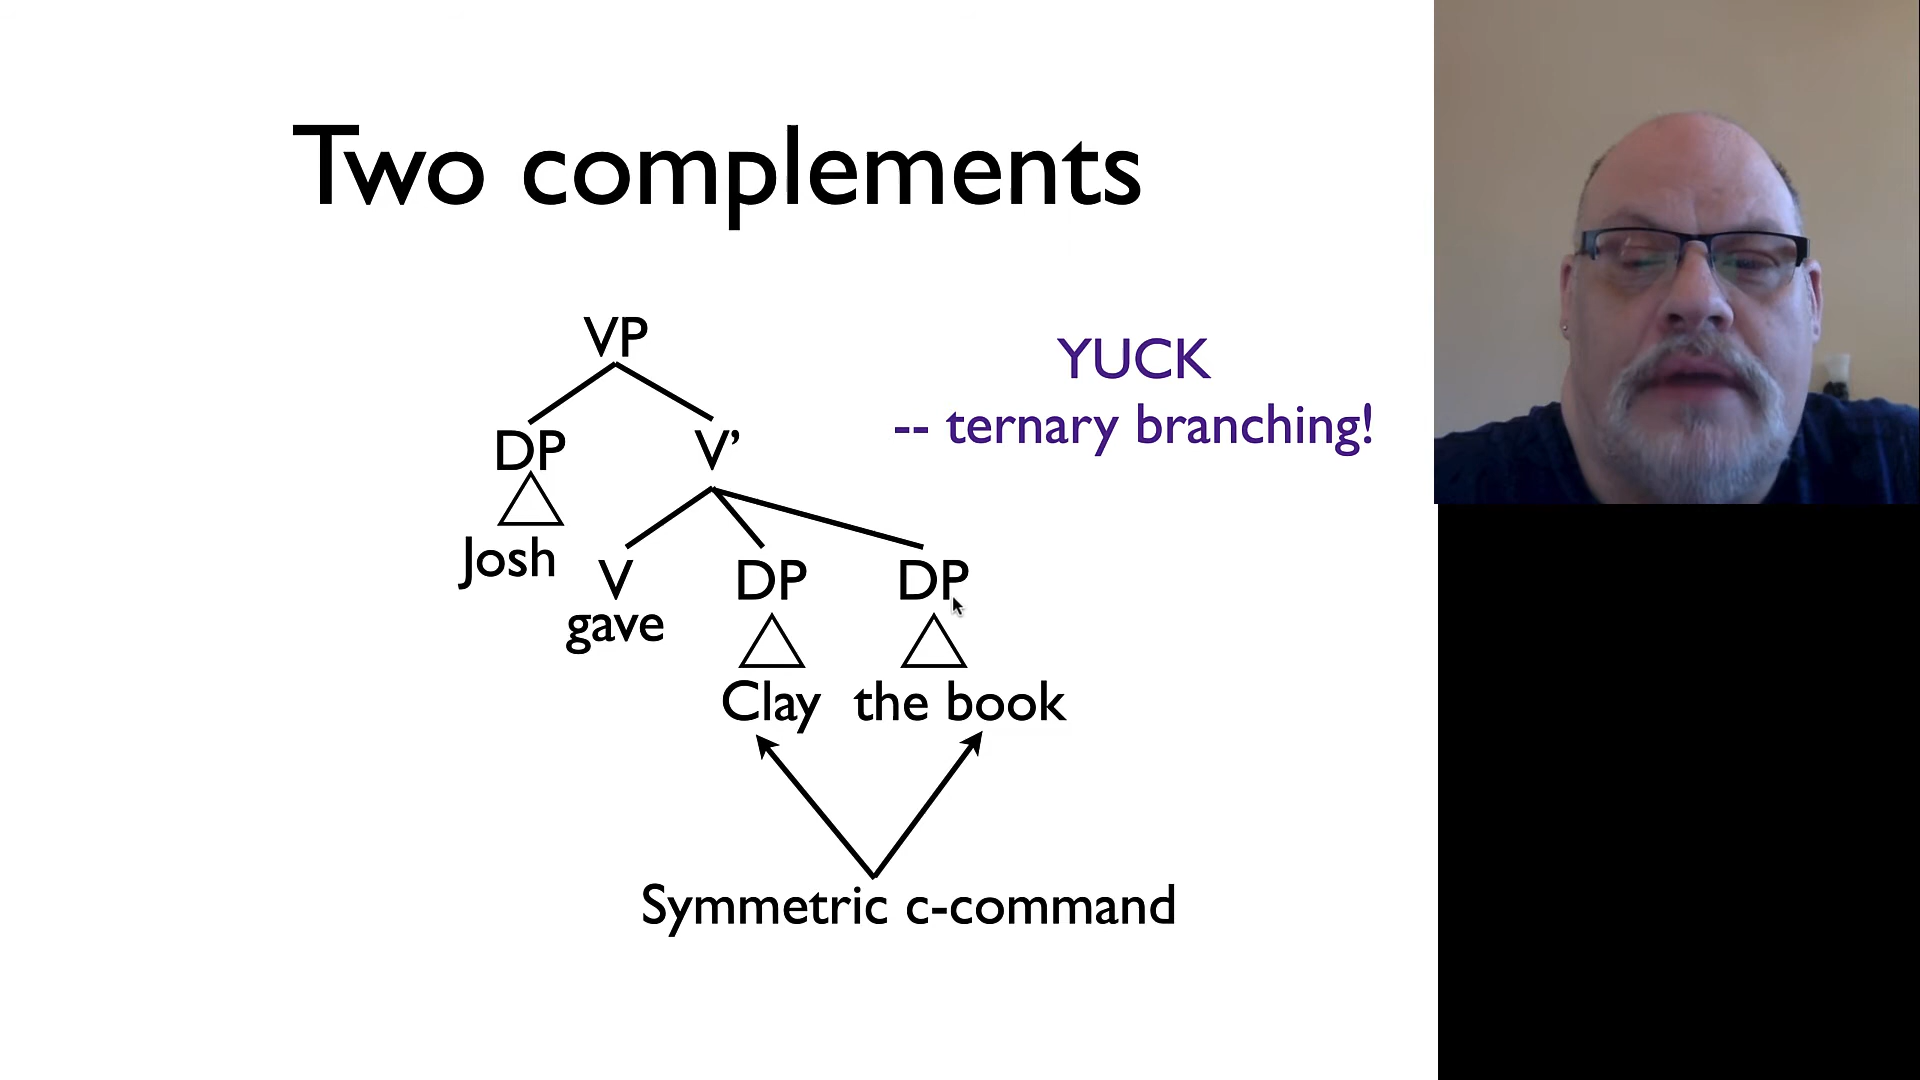 Two complements
VP
YUCK
-- ternary branching!
DP V’
Josh
V DP DP
gave
Clay the book
Symmetric c-command